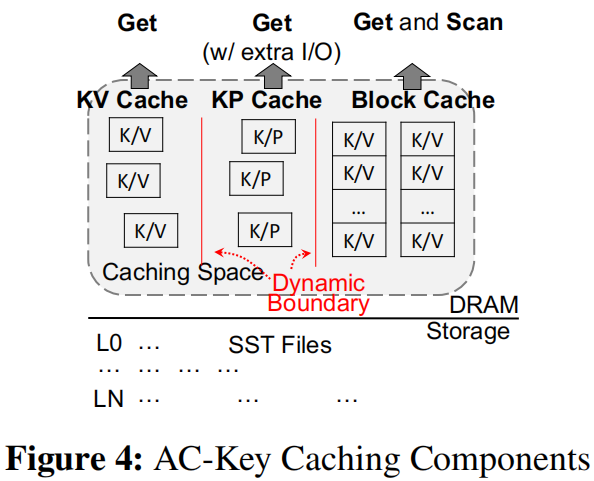 Get Get Get and Scan
(w/ extra I/O)
KV Cache KP Cache Block Cache
K/V K/P K/V K/V
K/V K/P K/V K/V
... ...
K/V K/P K/V K/V
Caching Space Dynamic
Boundary
DRAM
Storage
L0 ... SST Files
... ... ... ...
LN ... ... ...
Figure 4: AC-Key Caching Components